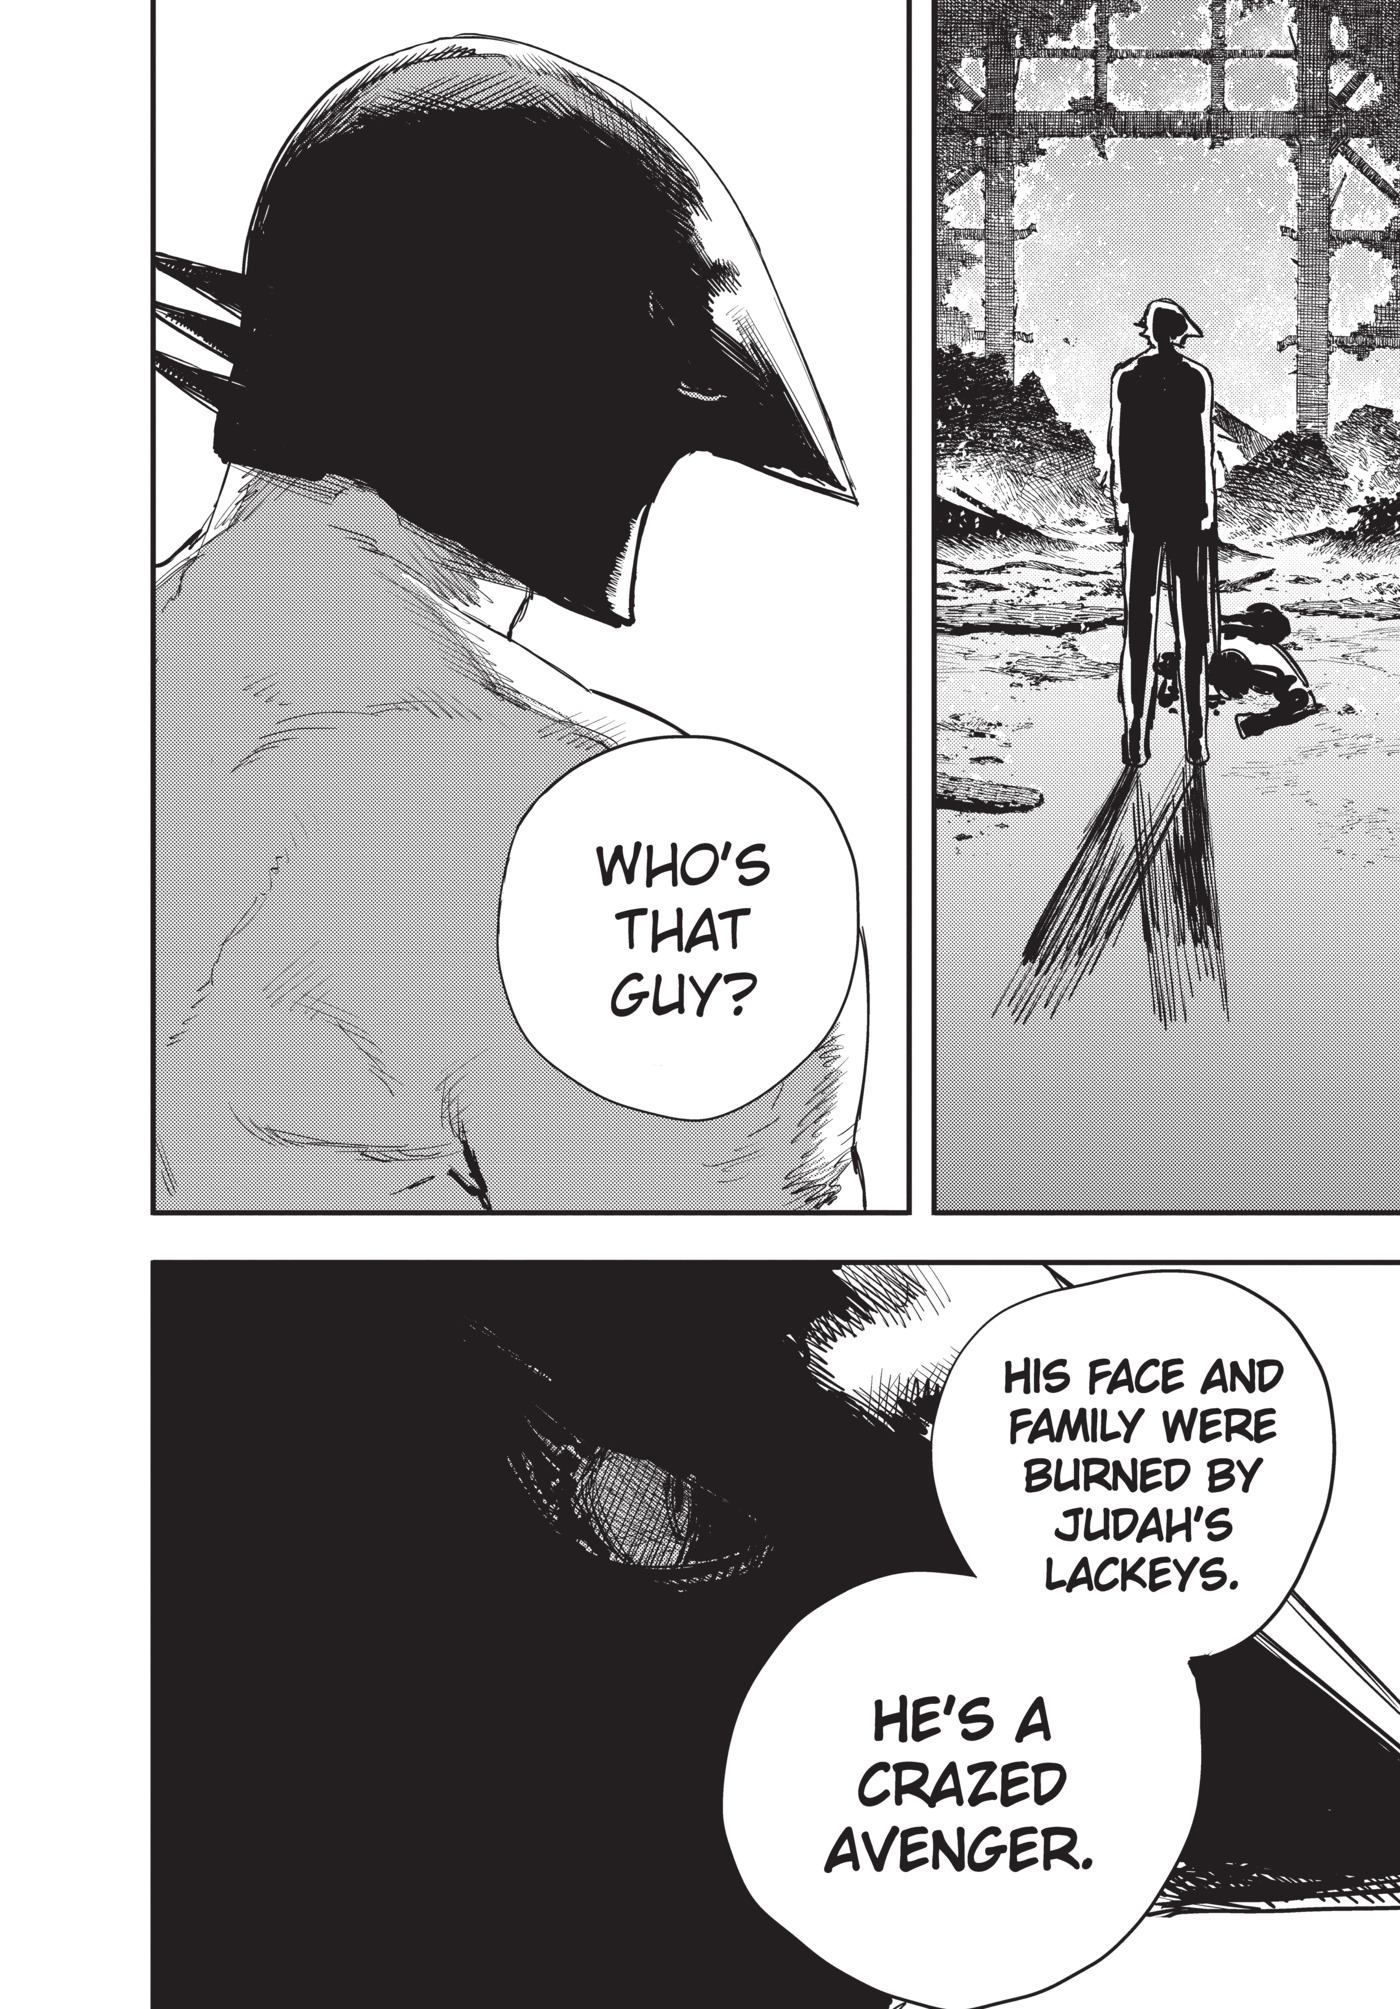 WHO'S
THAT
GUY?
HIS FACE AND
FAMILY WERE
BURNED BY
JUDAH'S
LACKEYS.
HE'S A
CRAZED
AVENGER.